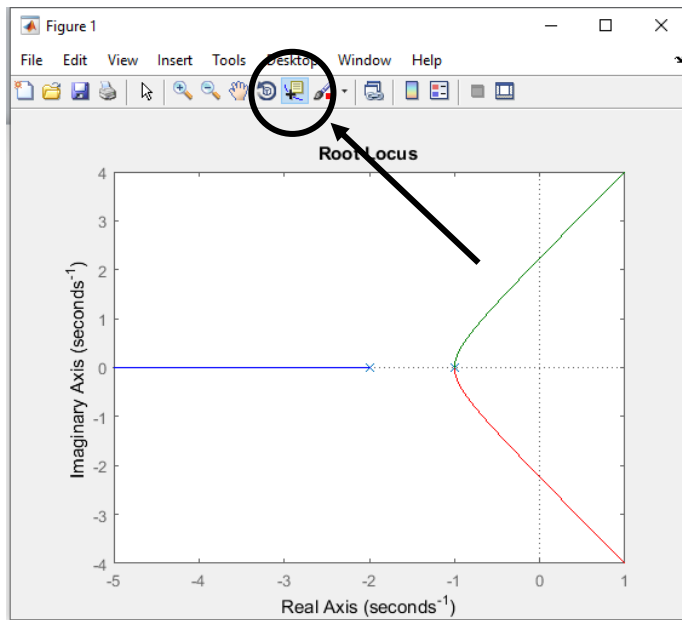 Figure 1
File Edit View Insert Tools Desktop Window Help
Root Locus
4
3
2
1
0
-1
-2
-3
-4
Imaginary Axis (seconds-1)
-5 -4 -3 -2 -1 0 1
Real Axis (seconds-1)